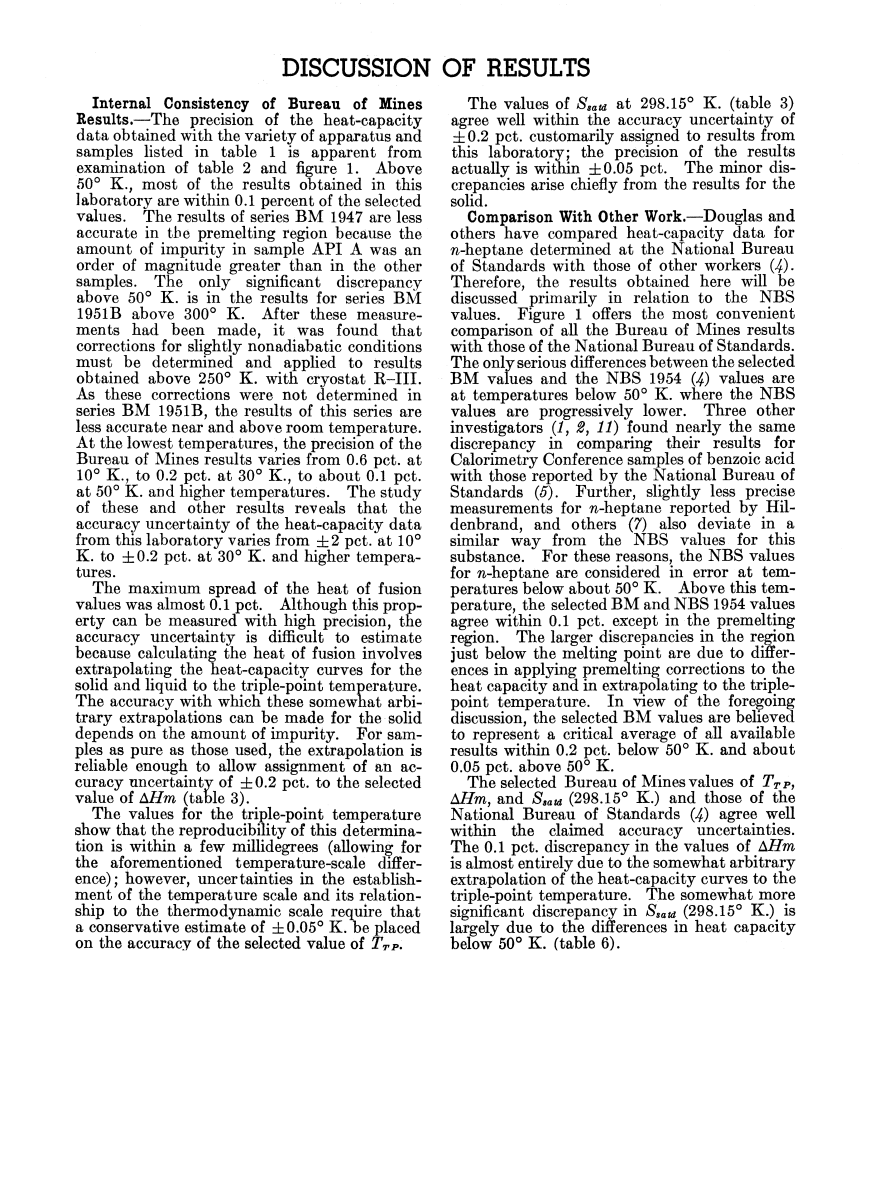 DISCUSSION OF RESULTS
Internal Consistency of Bureau of Mines
Results.—The precision of the heat-capacity
data obtained with the variety of apparatus and
samples listed in table 1 is apparent from
examination of table 2 and figure 1. Above
50° K., most of the results obtained in this
laboratory are within 0.1 percent of the selected
values. The results of series BM 1947 are less
accurate in the premelting region because the
amount of impurity in sample API A was an
order of magnitude greater than in the other
samples. The only significant discrepancy
above 50° K. is in the results for series BM
1951B above 300° K. After these measure-
ments had been made, it was found that
corrections for slightly nonadiabatic conditions
must be determined and applied to results
obtained above 250° K. with cryostat R–III.
As these corrections were not determined in
series BM 1951B, the results of this series are
less accurate near and above room temperature.
At the lowest temperatures, the precision of the
Bureau of Mines results varies from 0.6 pct. at
10° K., to 0.2 pct. at 30° K., to about 0.1 pct.
at 50° K. and higher temperatures. The study
of these and other results reveals that the
accuracy uncertainty of the heat-capacity data
from this laboratory varies from ±2 pct. at 10°
K. to ±0.2 pct. at 30° K. and higher tempera-
tures.
The maximum spread of the heat of fusion
values was almost 0.1 pct. Although this prop-
erty can be measured with high precision, the
accuracy uncertainty is difficult to estimate
because calculating the heat of fusion involves
extrapolating the heat-capacity curves for the
solid and liquid to the triple-point temperature.
The accuracy with which these somewhat arbi-
trary extrapolations can be made for the solid
depends on the amount of impurity. For sam-
ples as pure as those used, the extrapolation is
reliable enough to allow assignment of an ac-
curacy uncertainty of ±0.2 pct. to the selected
value of ΔHm (table 3).
The values for the triple-point temperature
show that the reproducibility of this determina-
tion is within a few millidegrees (allowing for
the aforementioned temperature-scale differ-
ence); however, uncertainties in the establish-
ment of the temperature scale and its relation-
ship to the thermodynamic scale require that
a conservative estimate of ±0.05° K. be placed
on the accuracy of the selected value of T_TP.
The values of S_satd at 298.15° K. (table 3)
agree well within the accuracy uncertainty of
±0.2 pct. customarily assigned to results from
this laboratory; the precision of the results
actually is within ±0.05 pct. The minor dis-
crepancies arise chiefly from the results for the
solid.
Comparison With Other Work.—Douglas and
others have compared heat-capacity data for
n-heptane determined at the National Bureau
of Standards with those of other workers (4).
Therefore, the results obtained here will be
discussed primarily in relation to the NBS
values. Figure 1 offers the most convenient
comparison of all the Bureau of Mines results
with those of the National Bureau of Standards.
The only serious differences between the selected
BM values and the NBS 1954 (4) values are
at temperatures below 50° K. where the NBS
values are progressively lower. Three other
investigators (1, 2, 11) found nearly the same
discrepancy in comparing their results for
Calorimetry Conference samples of benzoic acid
with those reported by the National Bureau of
Standards (5). Further, slightly less precise
measurements for n-heptane reported by Hil-
denbrand, and others (7) also deviate in a
similar way from the NBS values for this
substance. For these reasons, the NBS values
for n-heptane are considered in error at tem-
peratures below about 50° K. Above this tem-
perature, the selected BM and NBS 1954 values
agree within 0.1 pct. except in the premelting
region. The larger discrepancies in the region
just below the melting point are due to differ-
ences in applying premelting corrections to the
heat capacity and in extrapolating to the triple-
point temperature. In view of the foregoing
discussion, the selected BM values are believed
to represent a critical average of all available
results within 0.2 pct. below 50° K. and about
0.05 pct. above 50° K.
The selected Bureau of Mines values of T_TP,
ΔHm, and S_satd (298.15° K.) and those of the
National Bureau of Standards (4) agree well
within the claimed accuracy uncertainties.
The 0.1 pct. discrepancy in the values of ΔHm
is almost entirely due to the somewhat arbitrary
extrapolation of the heat-capacity curves to the
triple-point temperature. The somewhat more
significant discrepancy in S_satd (298.15° K.) is
largely due to the differences in heat capacity
below 50° K. (table 6).